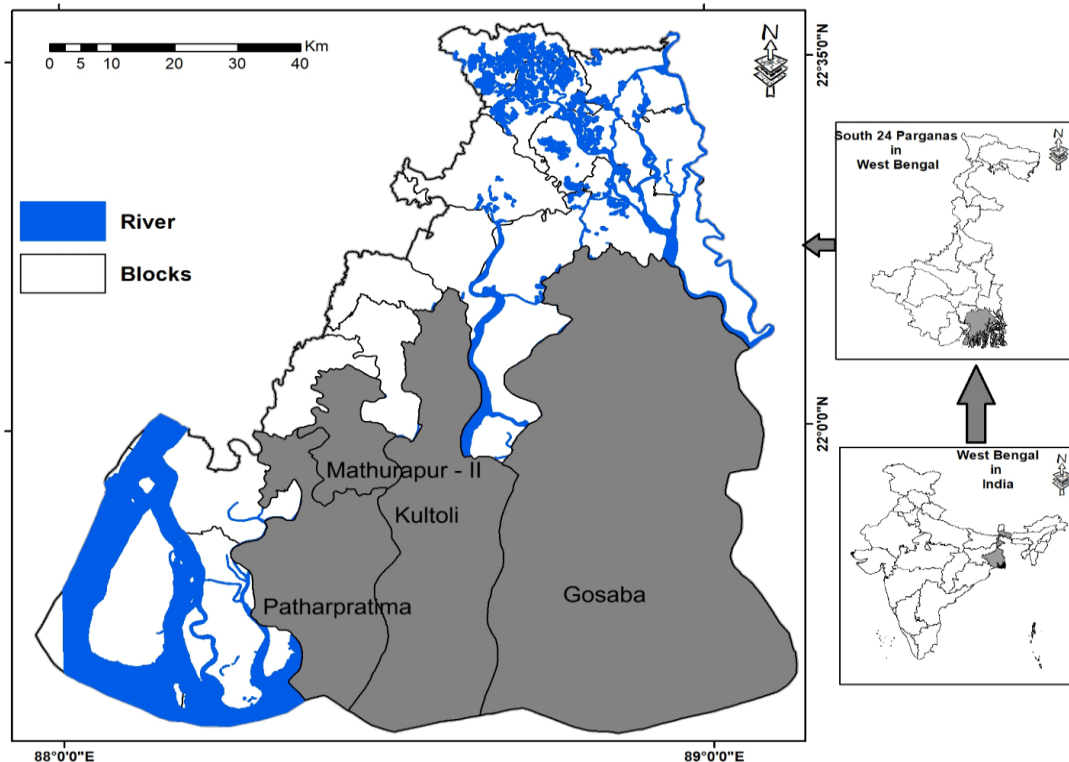 Km
0 5 10 20 30 40
N
22°35'0"N
River
Blocks
South 24 Parganas
in
West Bengal
N
22°0'0"N
Mathurapur - II
Kultoli
Patharpratima
Gosaba
West Bengal
in
India
N
88°0'0"E
89°0'0"E